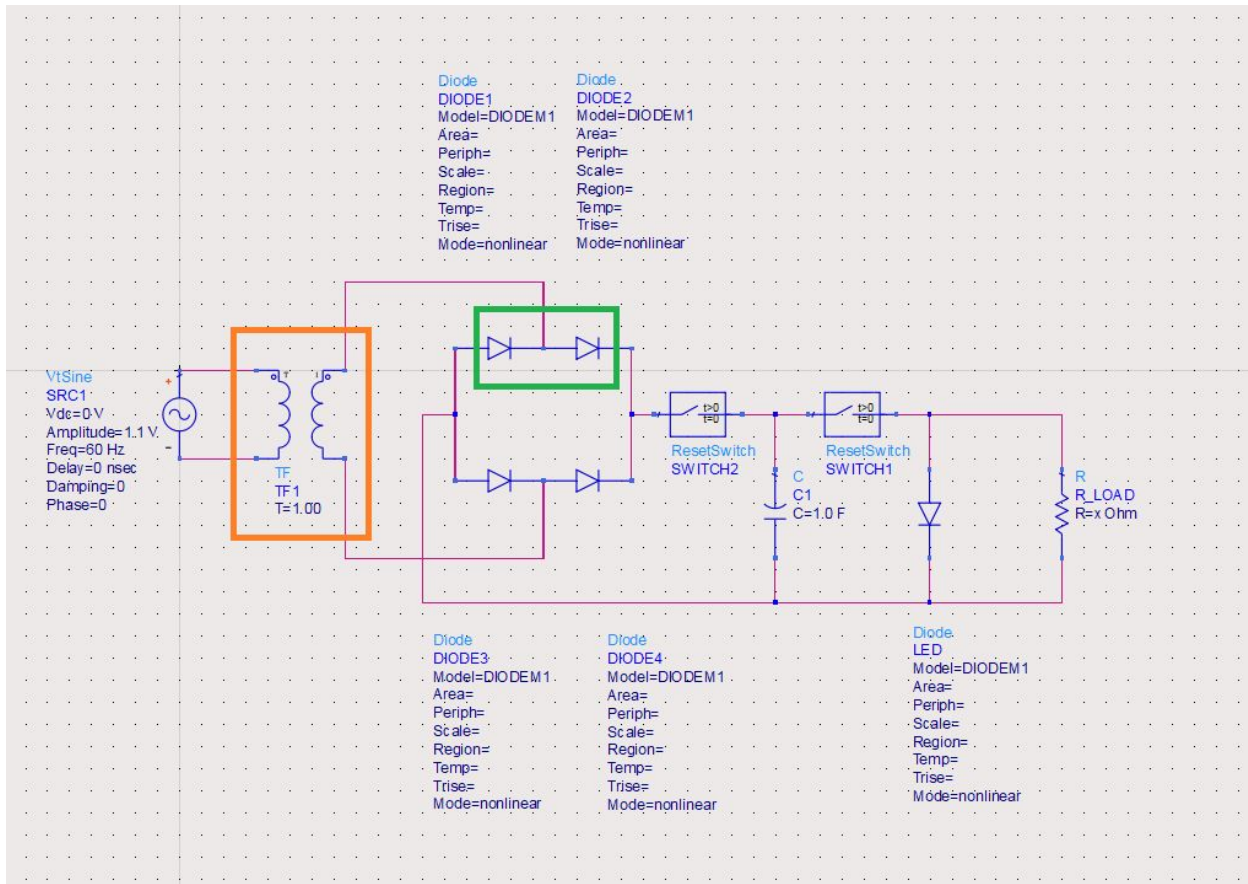 Diode
DIODE1
Model=DIODEM1
Area=
Periph=
Scale=
Region=
Temp=
Trise=
Mode=nonlinear
Diode
DIODE2
Model=DIODEM1
Area=
Periph=
Scale=
Region=
Temp=
Trise=
Mode=nonlinear
VtSine
SRC1
Vdc=0 V
Amplitude=1.1 V
Freq=60 Hz
Delay=0 nsec
Damping=0
Phase=0
T
1
TF
TF1
T=1.00
t>0
t=0
ResetSwitch
SWITCH2
t>0
t=0
ResetSwitch
SWITCH1
C
C1
C=1.0 F
R
R_LOAD
R=x Ohm
Diode
DIODE3
Model=DIODEM1
Area=
Periph=
Scale=
Region=
Temp=
Trise=
Mode=nonlinear
Diode
DIODE4
Model=DIODEM1
Area=
Periph=
Scale=
Region=
Temp=
Trise=
Mode=nonlinear
Diode
LED
Model=DIODEM1
Area=
Periph=
Scale=
Region=
Temp=
Trise=
Mode=nonlinear